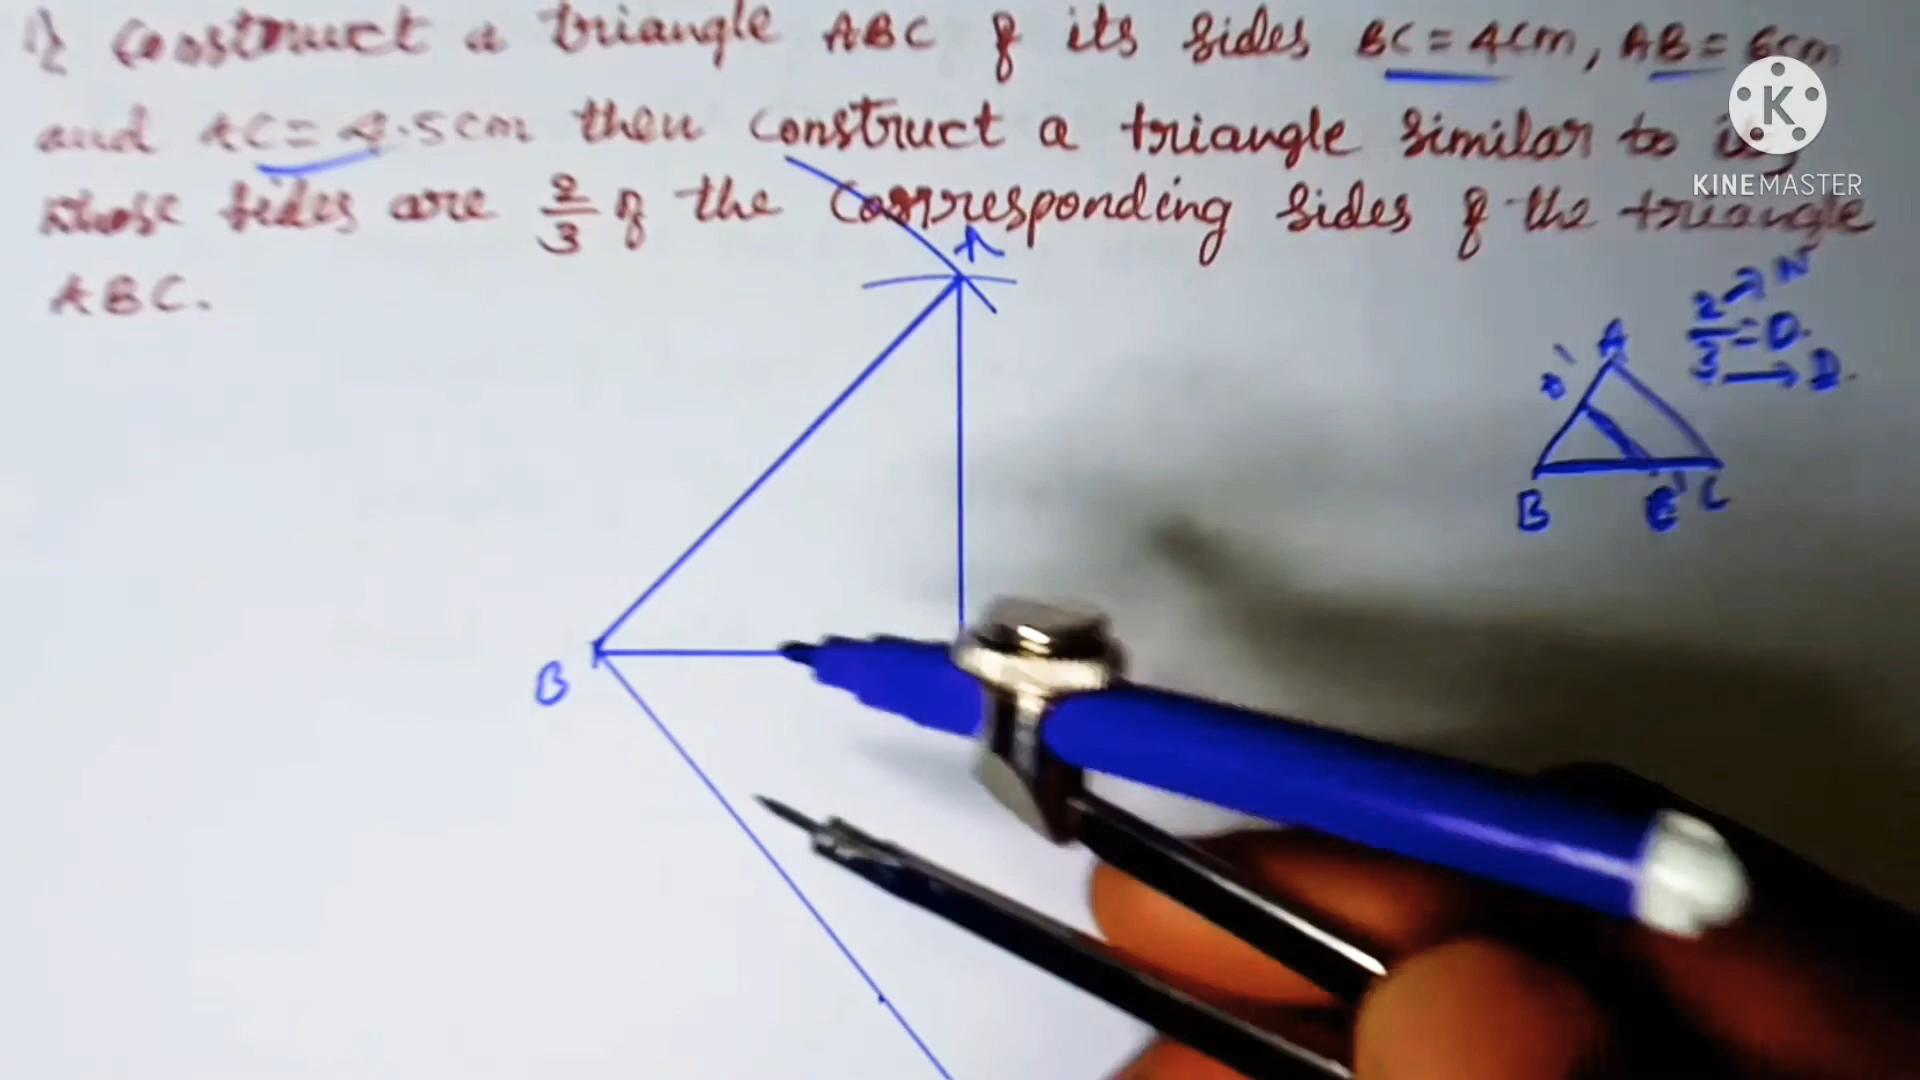 1) Construct a triangle ABC of its sides BC = 4cm, AB = 6cm
and AC = 4.5cm then construct a triangle similar to it,
whose sides are 2/3 of the corresponding sides of the triangle
ABC.
KINEMASTER
A
B
2/3 = D.
→ N
→ D.
A
B
C'
C